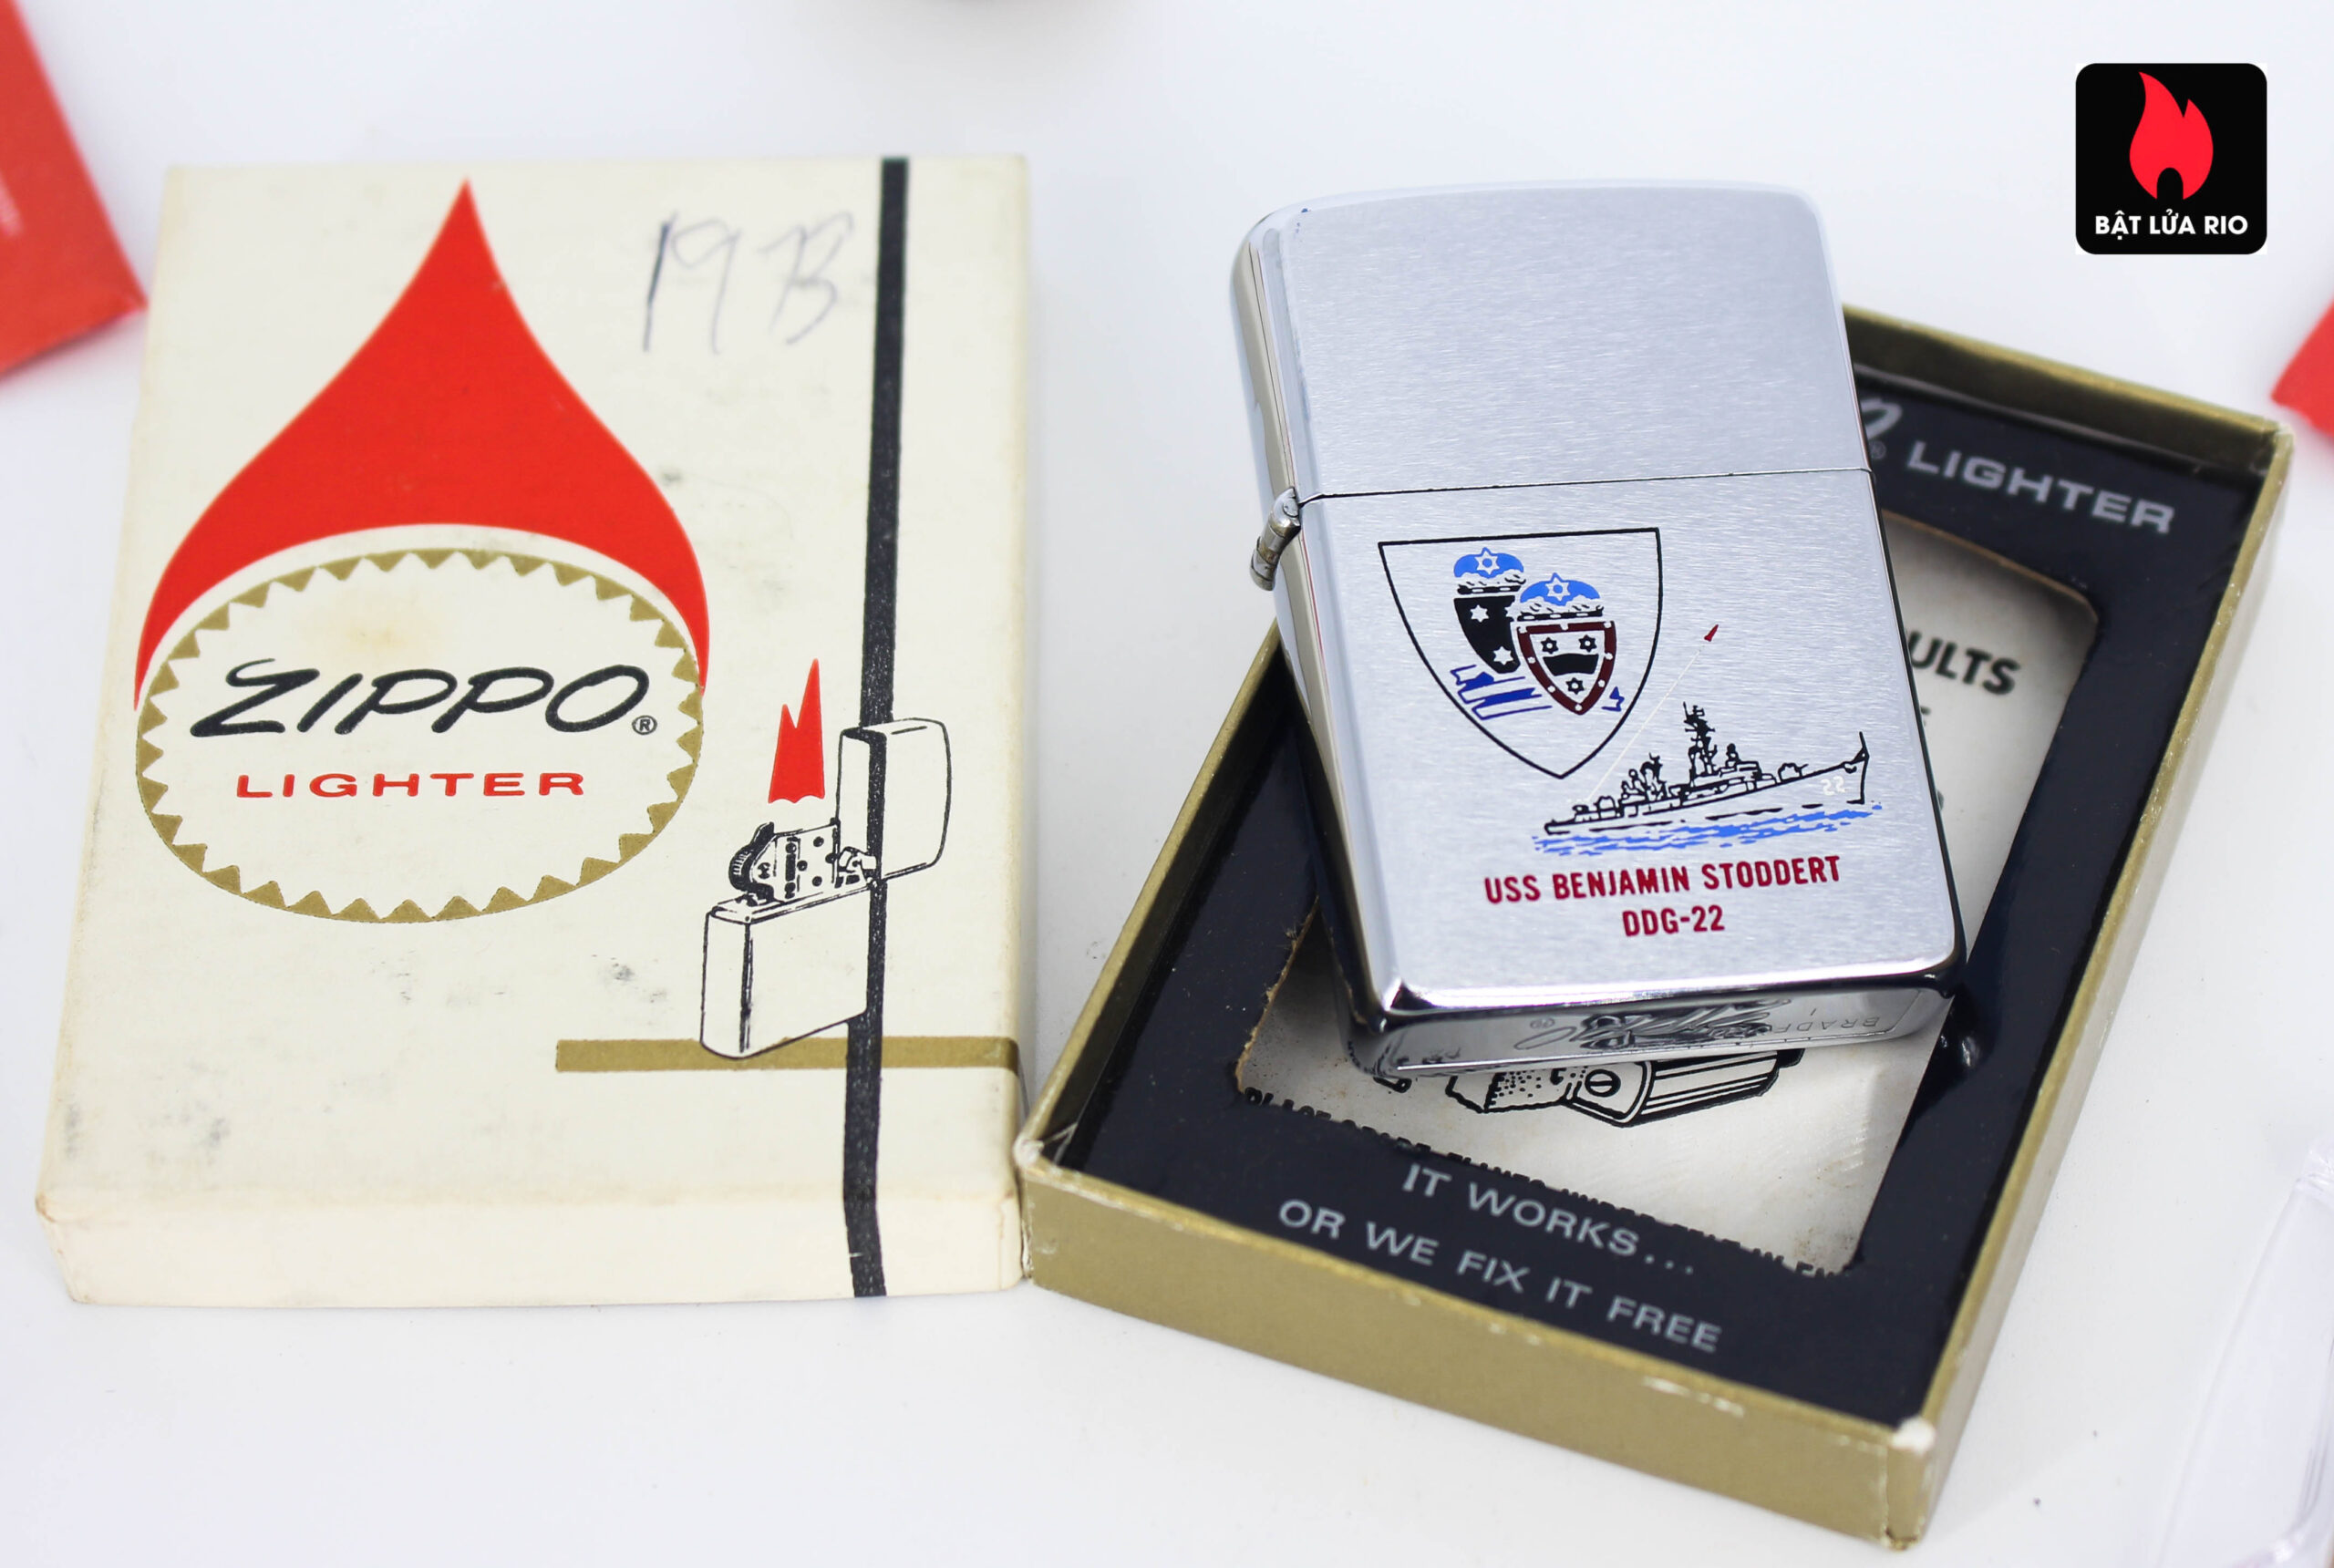 BẬT LỬA RIO
1973
ZIPPO®
LIGHTER
LIGHTER
ULTS
22
USS BENJAMIN STODDERT
DDG-22
IT WORKS...
OR WE FIX IT FREE